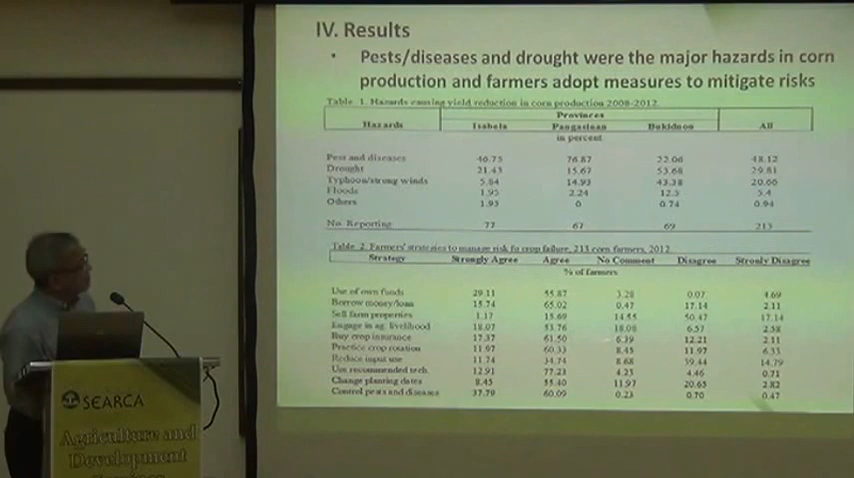 IV. Results
• Pests/diseases and drought were the major hazards in corn
production and farmers adopt measures to mitigate risks
Table 1. Hazards causing yield reduction in corn production 2008-2012
Provinces
Hazards Isabela Pangasinan Bukidnon All
in percent
Pest and diseases 76.87 22.06 48.12
Drought 21.43 15.67 53.68 29.81
Typhoon/strong winds 5.84 14.93 43.38 20.00
Floods 1.95 2.24 12.5 5.4
Others 1.95 0 0.74 0.94
No. Reporting 77 67 69 213
Table 2. Farmers' strategies to manage risk fo crop failure, 213 corn farmers, 2012
Strategy Strongly Agree Agree No Comment Disagree Stronly Disagree
% of farmers
Use of own funds 29.11 55.87 3.28 0.07 4.69
Borrow money/loan 15.74 65.02 0.47 17.14 2.11
Sell farm properties 1.17 15.69 14.55 50.47 17.14
Engage in ag. livelihood 18.07 53.76 18.08 6.57 2.58
Buy crop insurance 17.37 61.50 6.39 12.21 2.11
Practice crop rotation 11.97 60.33 8.45 11.97 6.33
Reduce input use 11.74 34.74 8.68 39.44 14.79
Use recommended tech. 12.91 77.23 4.23 4.46 0.71
Change planting dates 8.45 55.40 11.97 20.65 2.82
Control pests and diseases 37.79 60.09 0.23 0.70 0.47
SEARCA
Agriculture and
Development